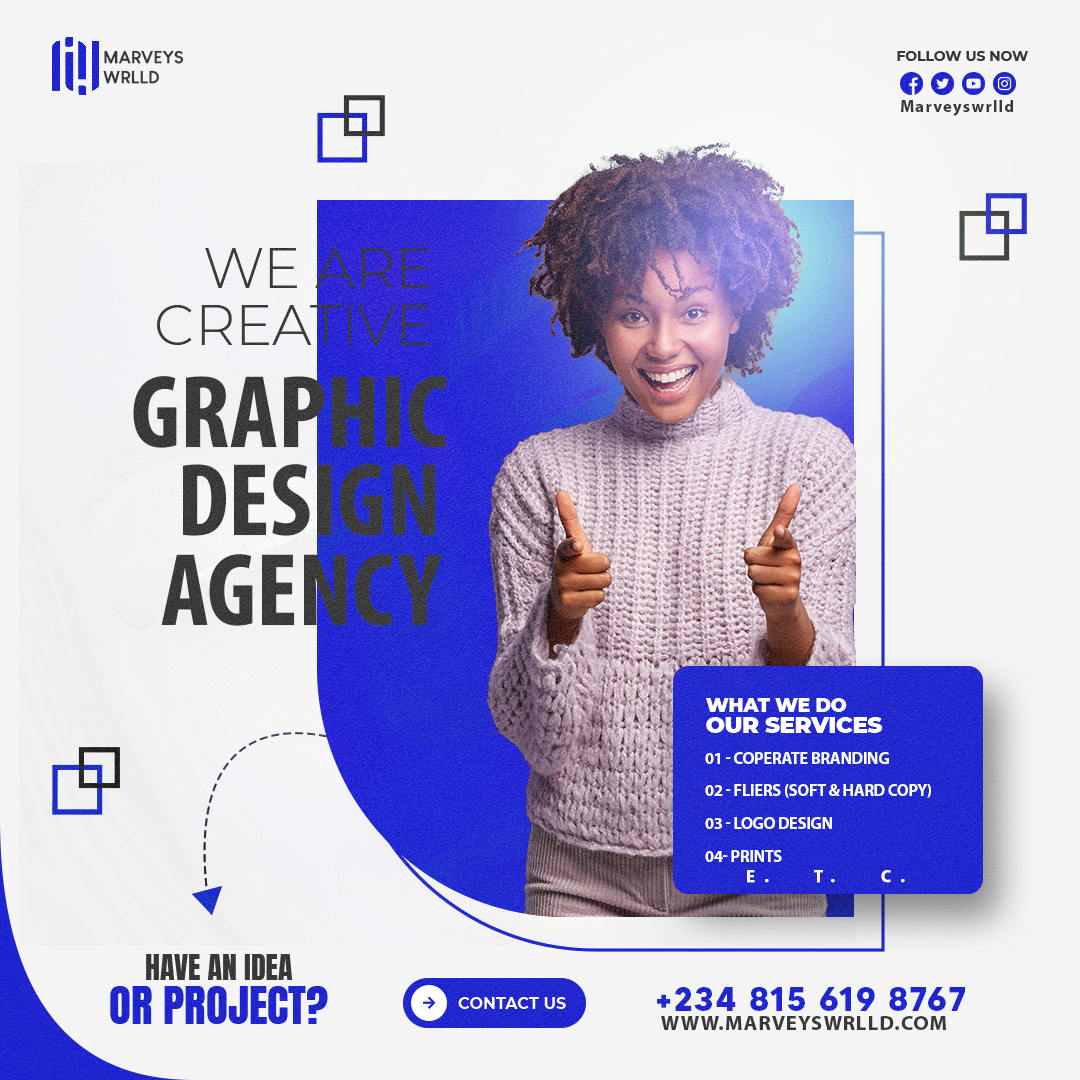 MARVEYS
WRLLD
FOLLOW US NOW
Marveyswrlld
WE ARE
CREATIVE
GRAPHIC
DESIGN
AGENCY
WHAT WE DO
OUR SERVICES
01 - COPERATE BRANDING
02 - FLIERS (SOFT & HARD COPY)
03 - LOGO DESIGN
04- PRINTS
E. T. C.
HAVE AN IDEA
OR PROJECT?
CONTACT US
+234 815 619 8767
WWW.MARVEYSWRLLD.COM